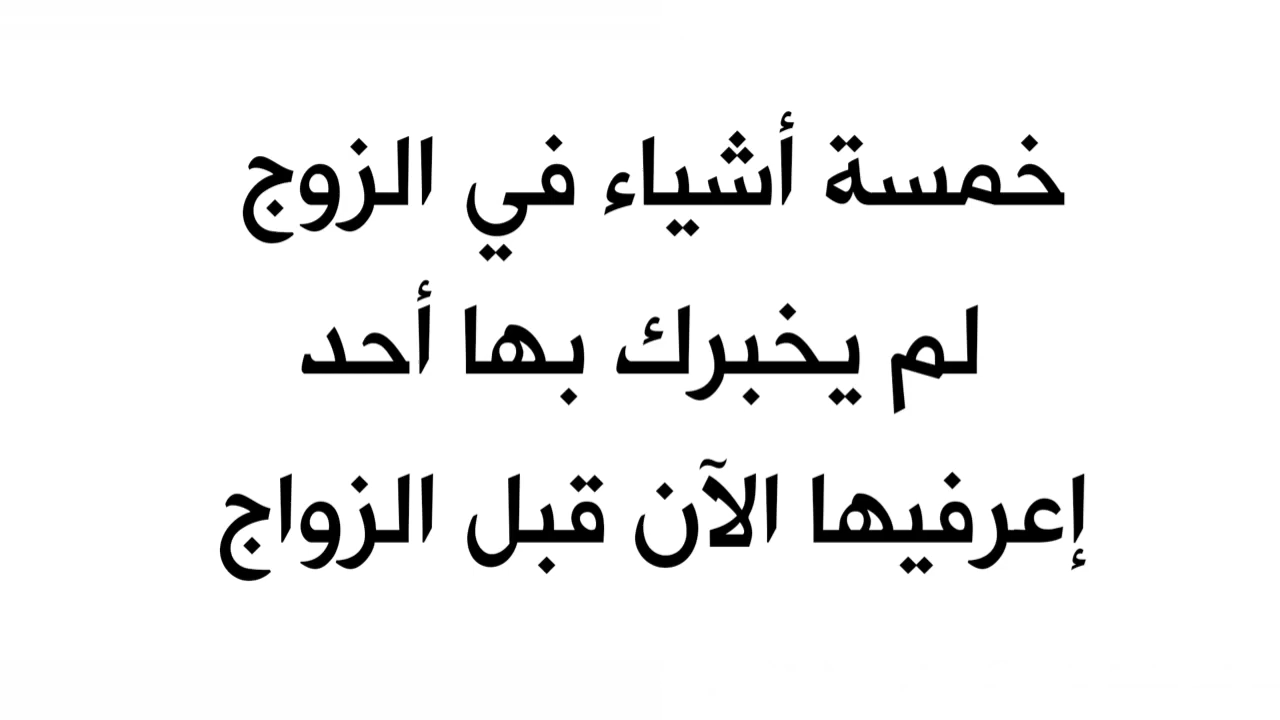 خمسة أشياء في الزوج
لم يخبرك بها أحد
إعرفيها الآن قبل الزواج